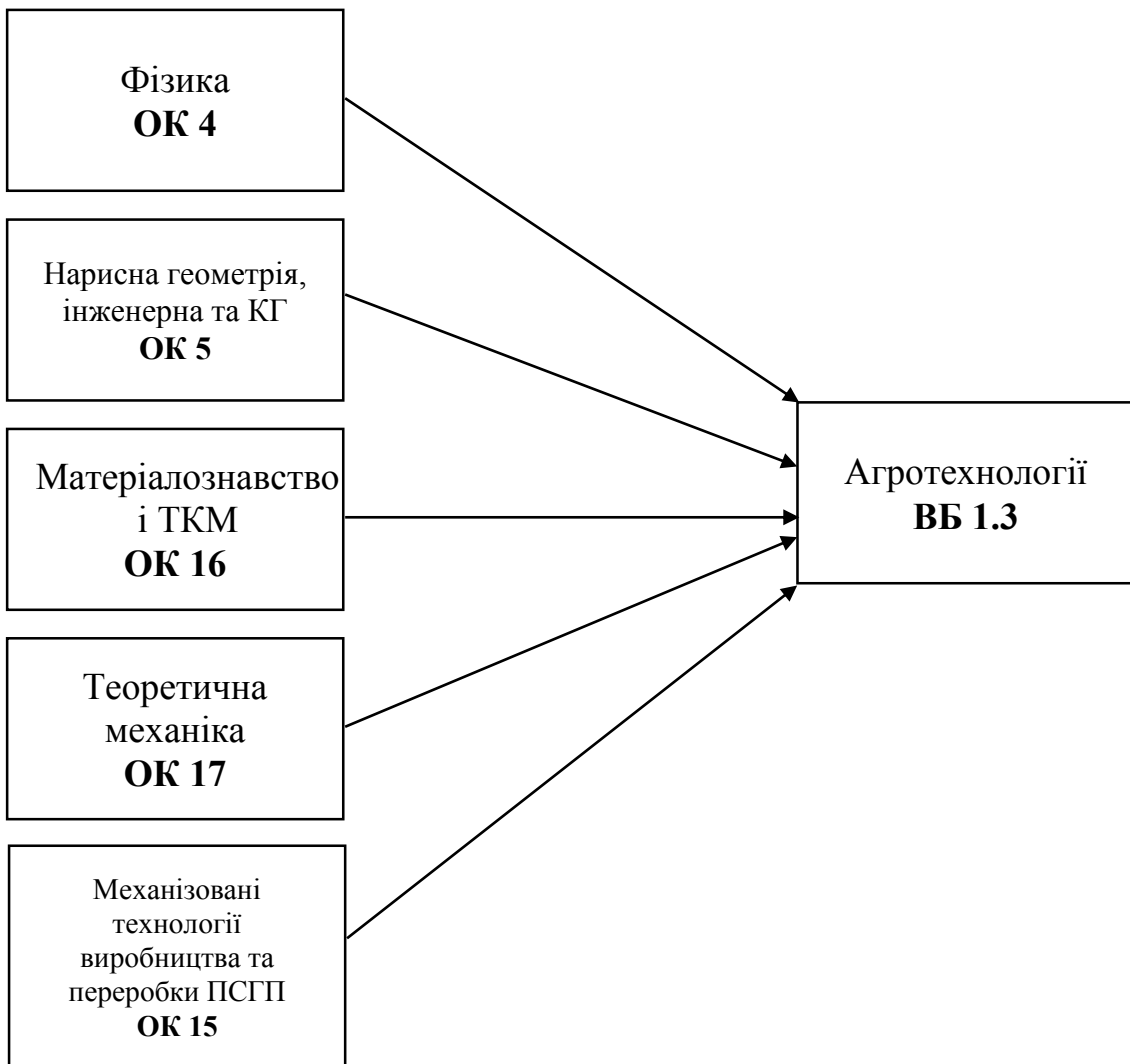 Фізика
ОК 4
Нарисна геометрія,
інженерна та КГ
ОК 5
Матеріалознавство
і ТКМ
ОК 16
Теоретична
механіка
ОК 17
Механізовані
технології
виробництва та
переробки ПСГП
ОК 15
Агротехнології
ВБ 1.3